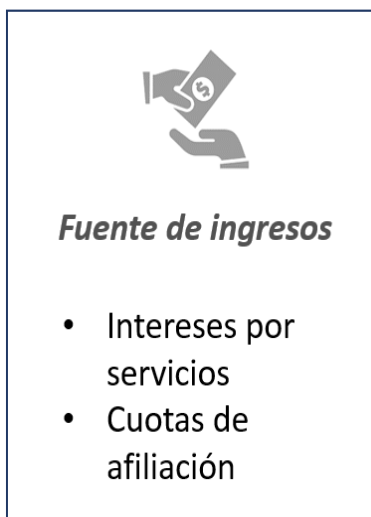 $
Fuente de ingresos
• Intereses por
servicios
• Cuotas de
afiliación